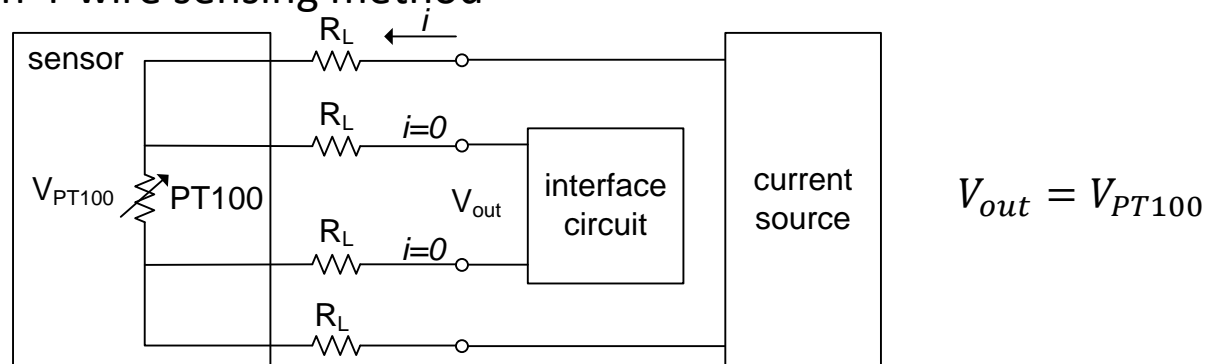 4-wire sensing method
sensor
R_L
i
R_L
i=0
V_PT100
PT100
V_out
interface
circuit
current
source
V_out = V_PT100
R_L
i=0
R_L